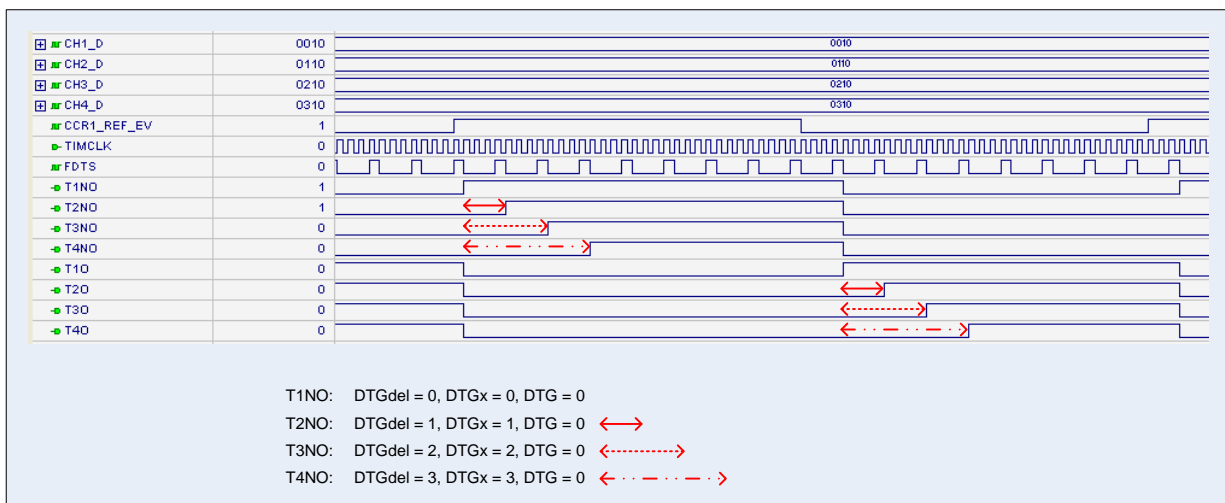 CH1_D 0010 0010
CH2_D 0110 0110
CH3_D 0210 0210
CH4_D 0310 0310
CCR1_REF_EV 1
TIMCLK 0
FDTS 0
T1NO 1
T2NO 1
T3NO 0
T4NO 0
T1O 0
T2O 0
T3O 0
T4O 0
T1NO: DTGdel = 0, DTGx = 0, DTG = 0
T2NO: DTGdel = 1, DTGx = 1, DTG = 0
T3NO: DTGdel = 2, DTGx = 2, DTG = 0
T4NO: DTGdel = 3, DTGx = 3, DTG = 0